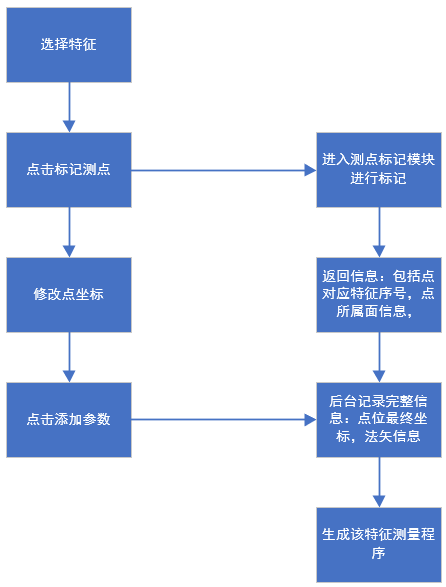 选择特征
点击标记测点
进入测点标记模块
进行标记
修改点坐标
返回信息：包括点
对应特征序号，点
所属面信息，
点击添加参数
后台记录完整信
息：点位最终坐
标，法矢信息
生成该特征测量程
序